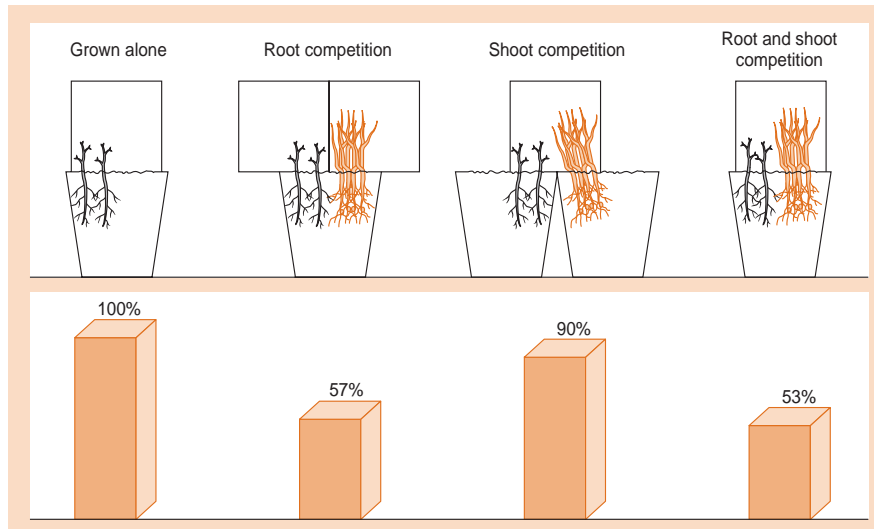 Grown alone
Root competition
Shoot competition
Root and shoot
competition
100%
57%
90%
53%